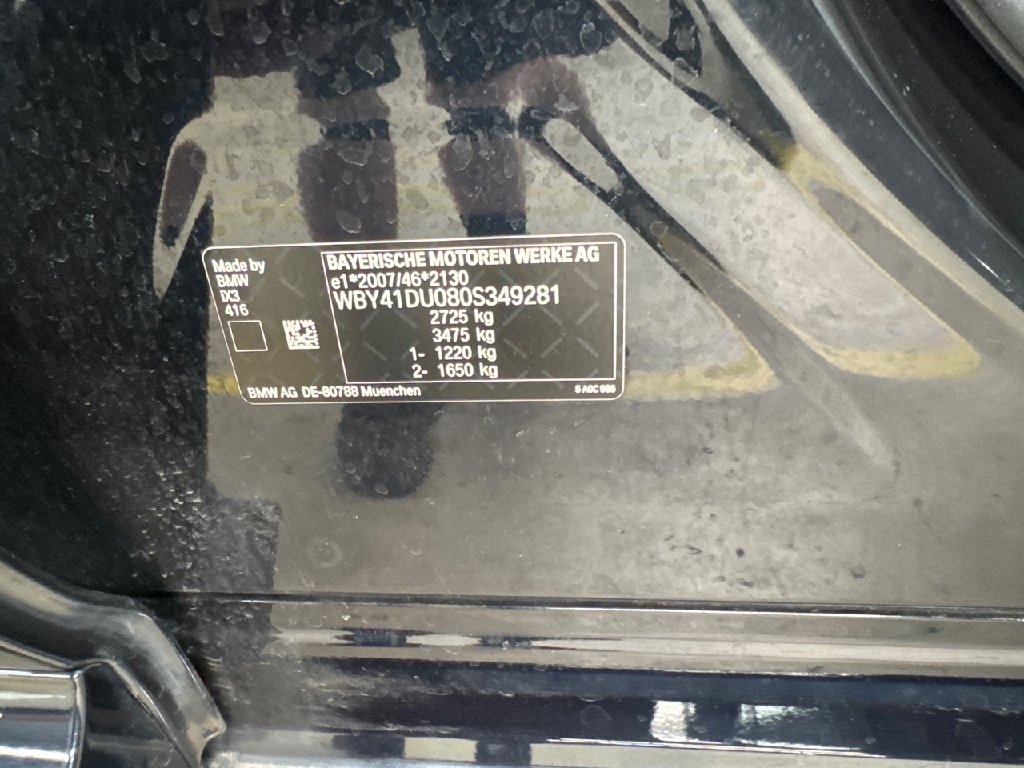 Made by
BMW
DC3
416
BAYERISCHE MOTOREN WERKE AG
e1*2007/46*2130
WBY41DU080S349281
2725 kg
3475 kg
1- 1220 kg
2- 1650 kg
BMW AG DE-80788 Muenchen